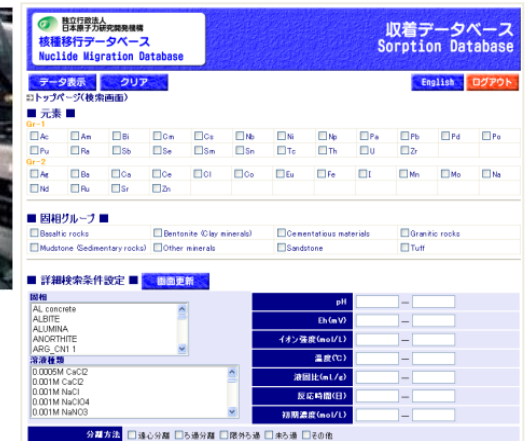 独立行政法人
日本原子力研究開発機構
核種移行データベース
Nuclide Migration Database
収着データベース
Sorption Database
データ表示 クリア English ログアウト
トップページ(検索画面)
■ 元素 ■
Gr-1
Ac Am Bi Cm Cs Nb Ni Np Pa Pb Pd Po
Pu Ra Sb Se Sm Sn Tc Th U Zr
Gr-2
Ag Ba Ca Ce Cl Co Eu Fe I Mn Mo Na
Nd Ru Sr Zn
■ 固相グループ ■
Basaltic rocks Bentonite (Clay minerals) Cementatious materials Granitic rocks
Mudstone (Sedimentary rocks) Other minerals Sandstone Tuff
■ 詳細検索条件設定 ■ 画面更新
固相
AL concrete
ALBITE
ALUMINA
ANORTHITE
ARG_CN1 1
溶液種類
0.0005M CaCl2
0.001M CaCl2
0.001M NaCl
0.001M NaClO4
0.001M NaNO3
pH ―
Eh(mV) ―
イオン強度(mol/L) ―
温度(℃) ―
液固比(mL/g) ―
反応時間(日) ―
初期濃度(mol/L) ―
分離方法 遠心分離 ろ過分離 限外ろ過 未ろ過 その他